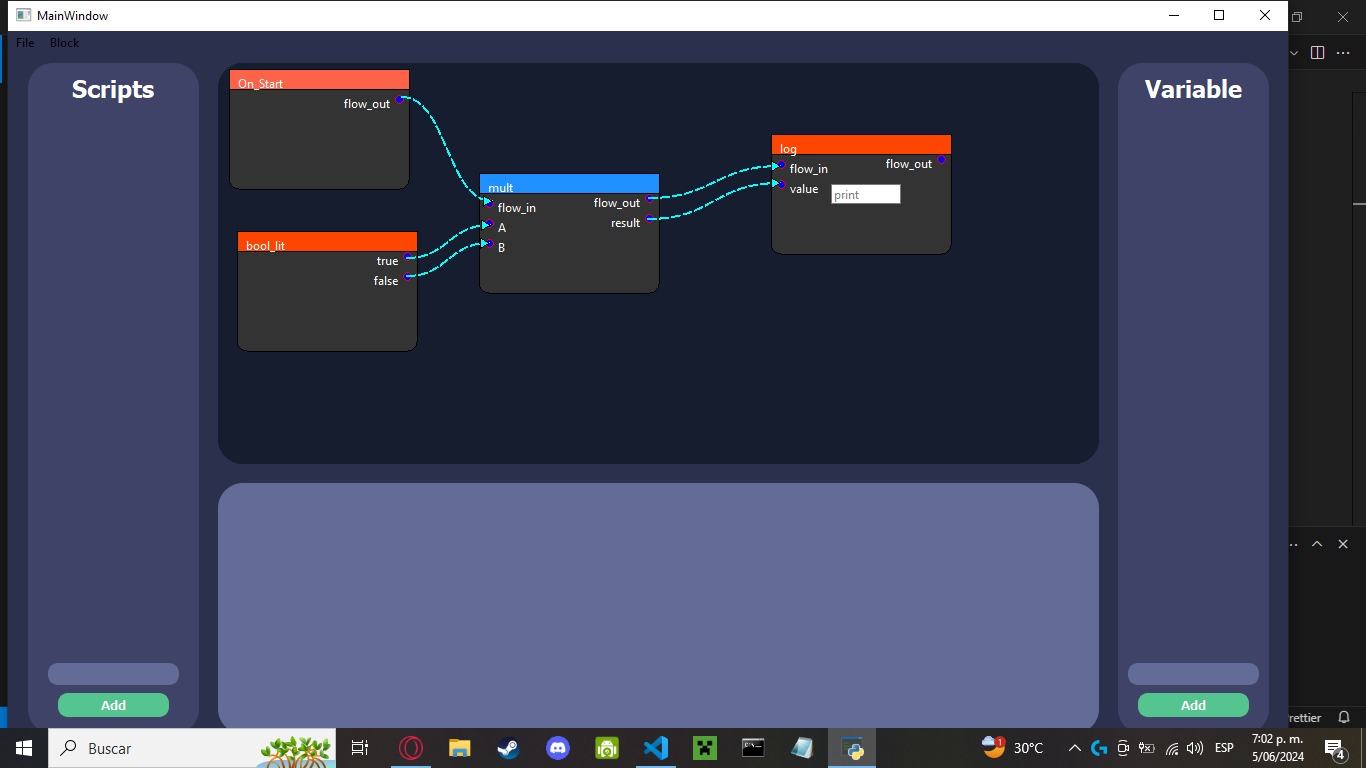 MainWindow
File Block
Scripts
Variable
On_Start
flow_out
bool_lit
true
false
mult
flow_in
A
B
flow_out
result
log
flow_in
value
print
flow_out
Add
Add
rettier
Buscar
1
30°C
ESP
7:02 p. m.
5/06/2024
4